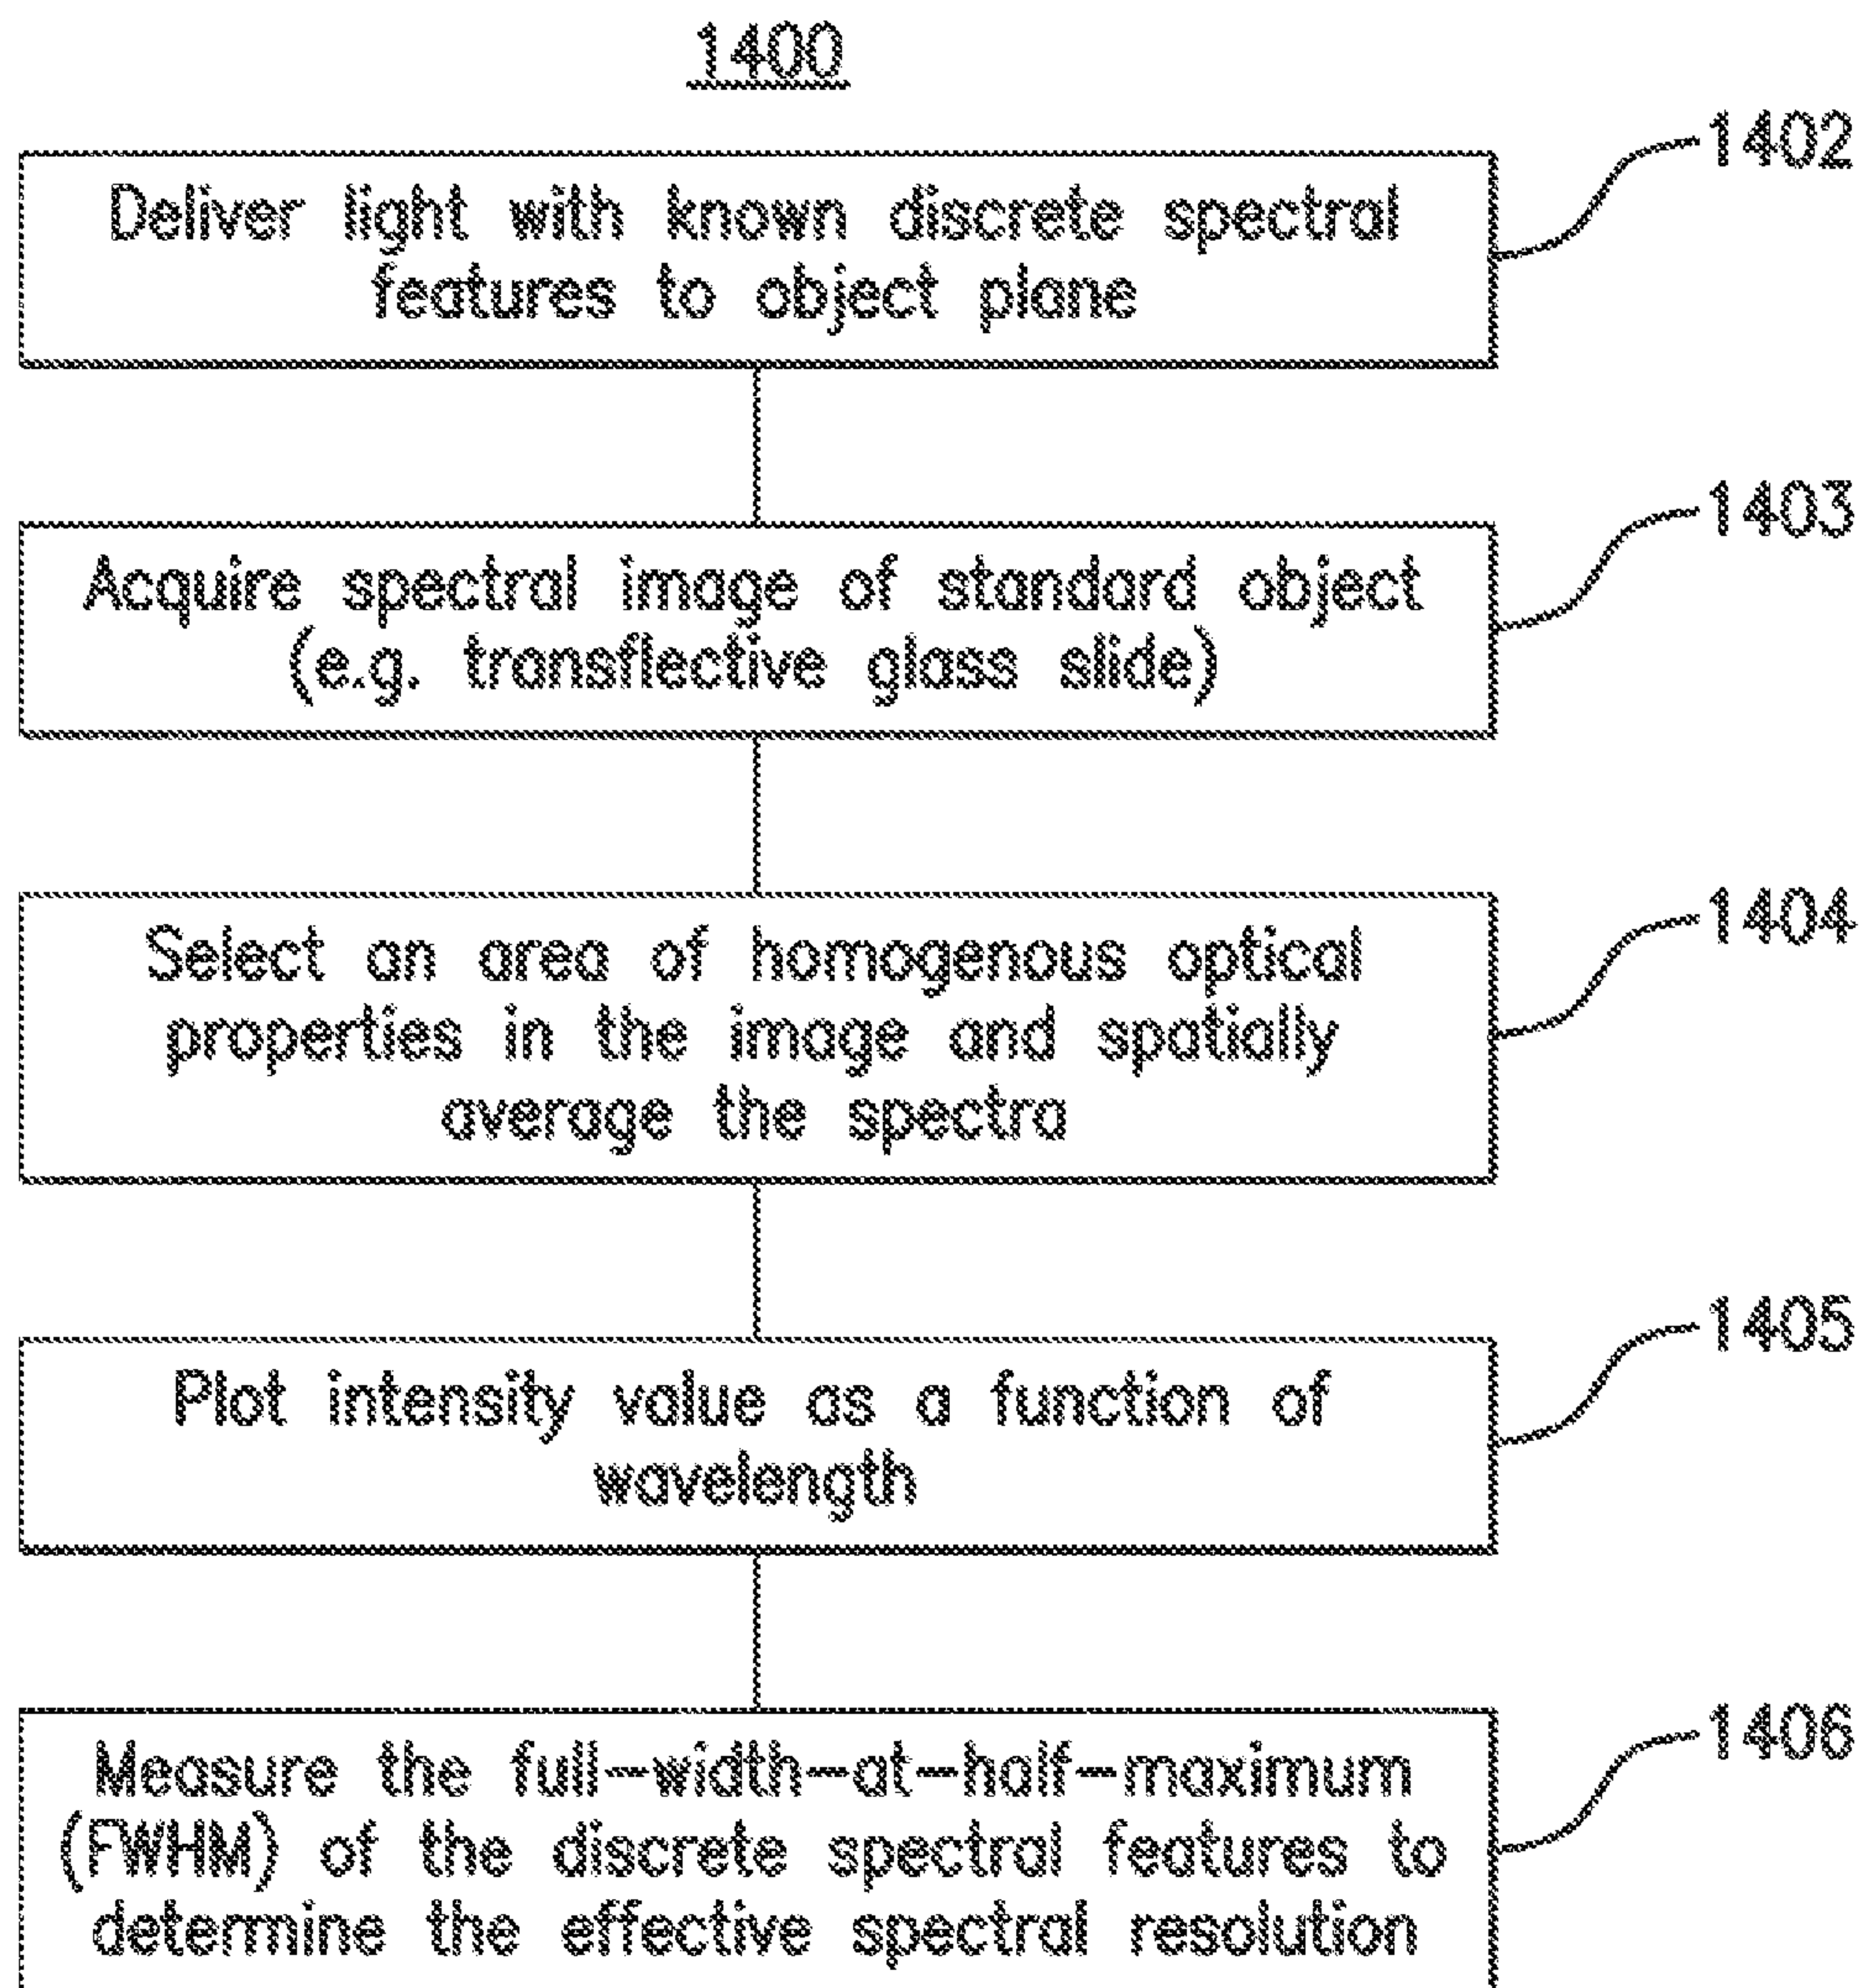 1400
1402
Deliver light with known discrete spectral
features to object plane
1403
Acquire spectral image of standard object
(e.g. transflective glass slide)
1404
Select an area of homogenous optical
properties in the image and spatially
average the spectra
1405
Plot intensity value as a function of
wavelength
1406
Measure the full-width-at-half-maximum
(FWHM) of the discrete spectral features to
determine the effective spectral resolution